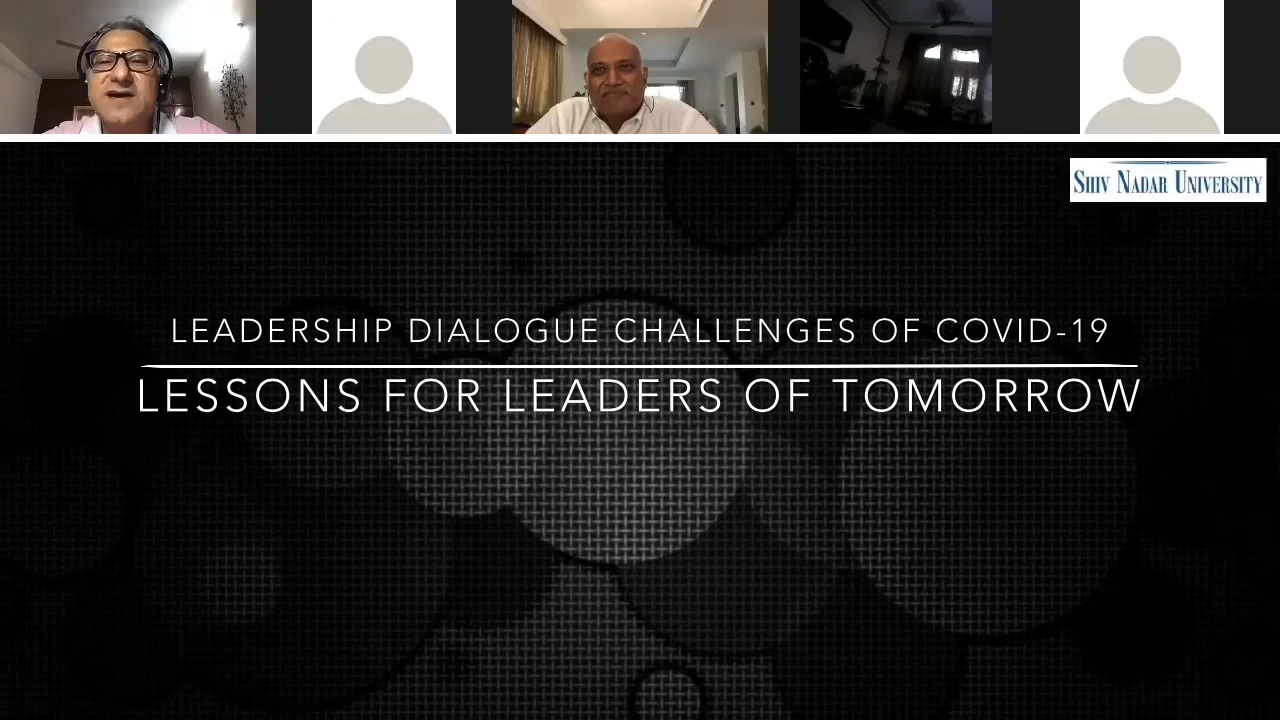 SHIV NADAR UNIVERSITY
LEADERSHIP DIALOGUE CHALLENGES OF COVID-19
LESSONS FOR LEADERS OF TOMORROW